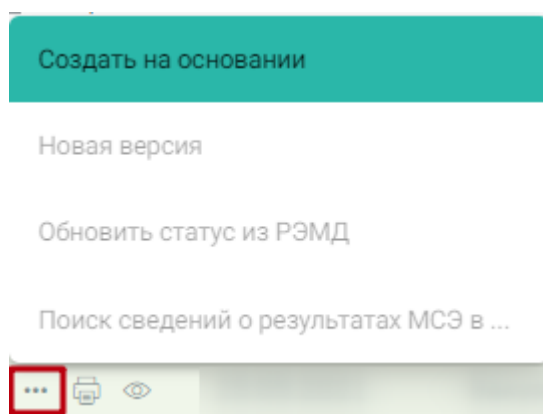 Создать на основании
Новая версия
Обновить статус из РЭМД
Поиск сведений о результатах МСЭ в ...